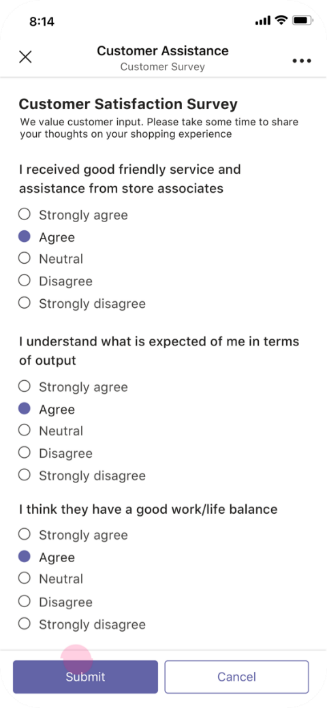 8:14
Customer Assistance
Customer Survey
Customer Satisfaction Survey
We value customer input. Please take some time to share
your thoughts on your shopping experience
I received good friendly service and
assistance from store associates
Strongly agree
Agree
Neutral
Disagree
Strongly disagree
I understand what is expected of me in terms
of output
Strongly agree
Agree
Neutral
Disagree
Strongly disagree
I think they have a good work/life balance
Strongly agree
Agree
Neutral
Disagree
Strongly disagree
Submit
Cancel